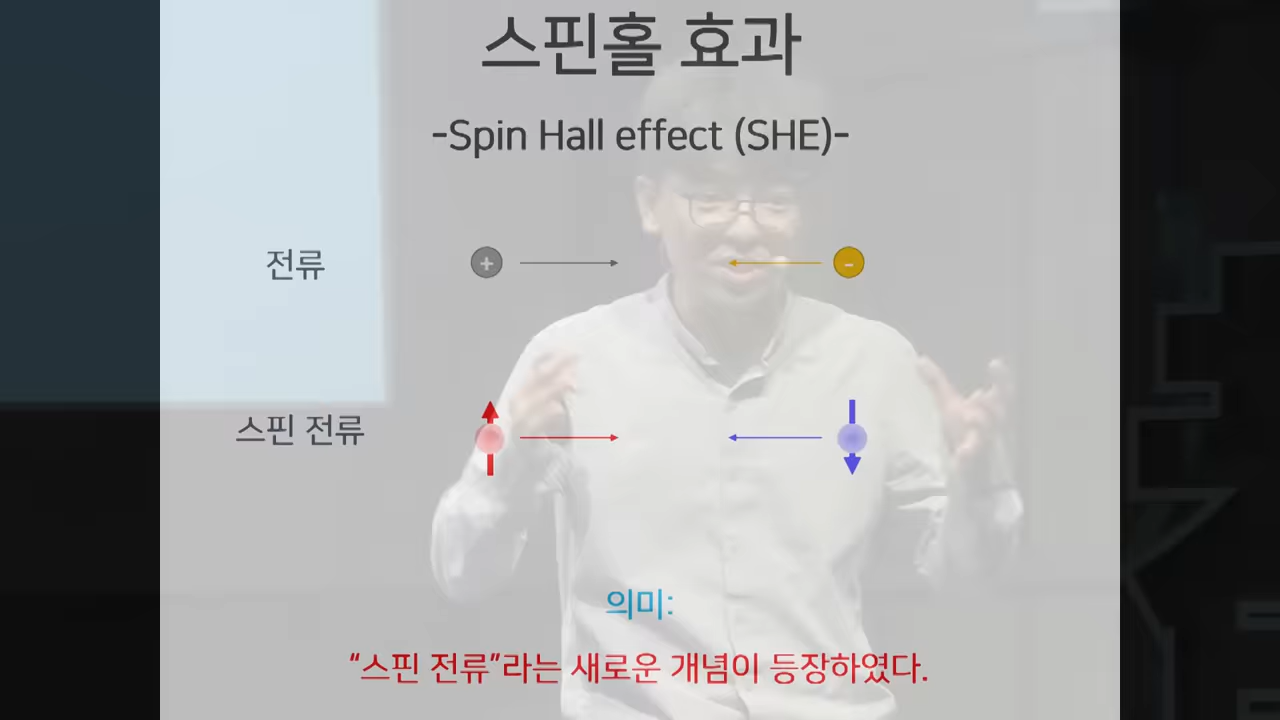 스핀홀 효과
-Spin Hall effect (SHE)-
전류 + -
스핀 전류
의미:
“스핀 전류”라는 새로운 개념이 등장하였다.